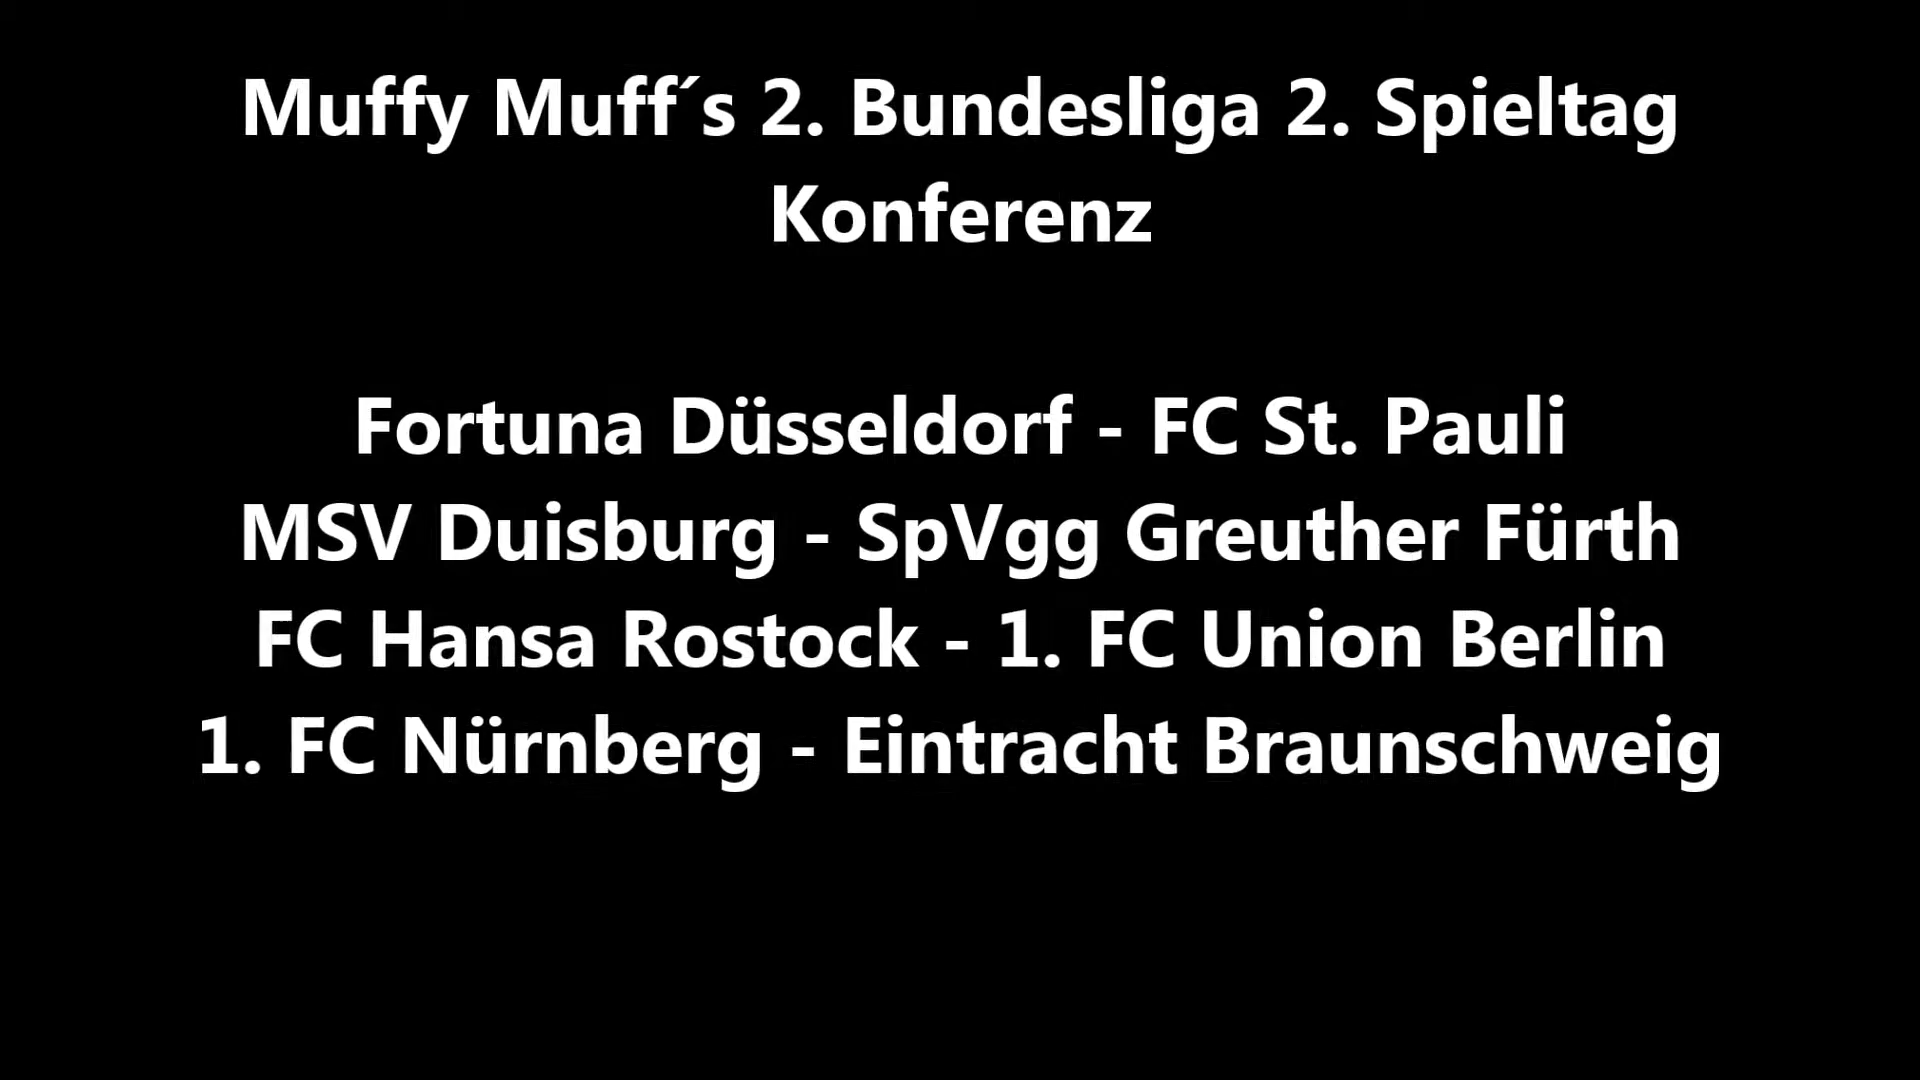 Muffy Muff´s 2. Bundesliga 2. Spieltag
Konferenz
Fortuna Düsseldorf - FC St. Pauli
MSV Duisburg - SpVgg Greuther Fürth
FC Hansa Rostock - 1. FC Union Berlin
1. FC Nürnberg - Eintracht Braunschweig